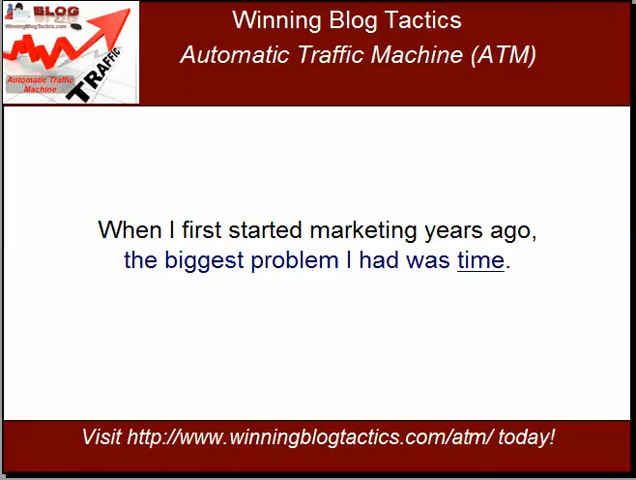 BLOG
WinningBlogTactics.com
Automatic Traffic
Machine
TRAFFIC
Winning Blog Tactics
Automatic Traffic Machine (ATM)
When I first started marketing years ago,
the biggest problem I had was time.
Visit http://www.winningblogtactics.com/atm/ today!